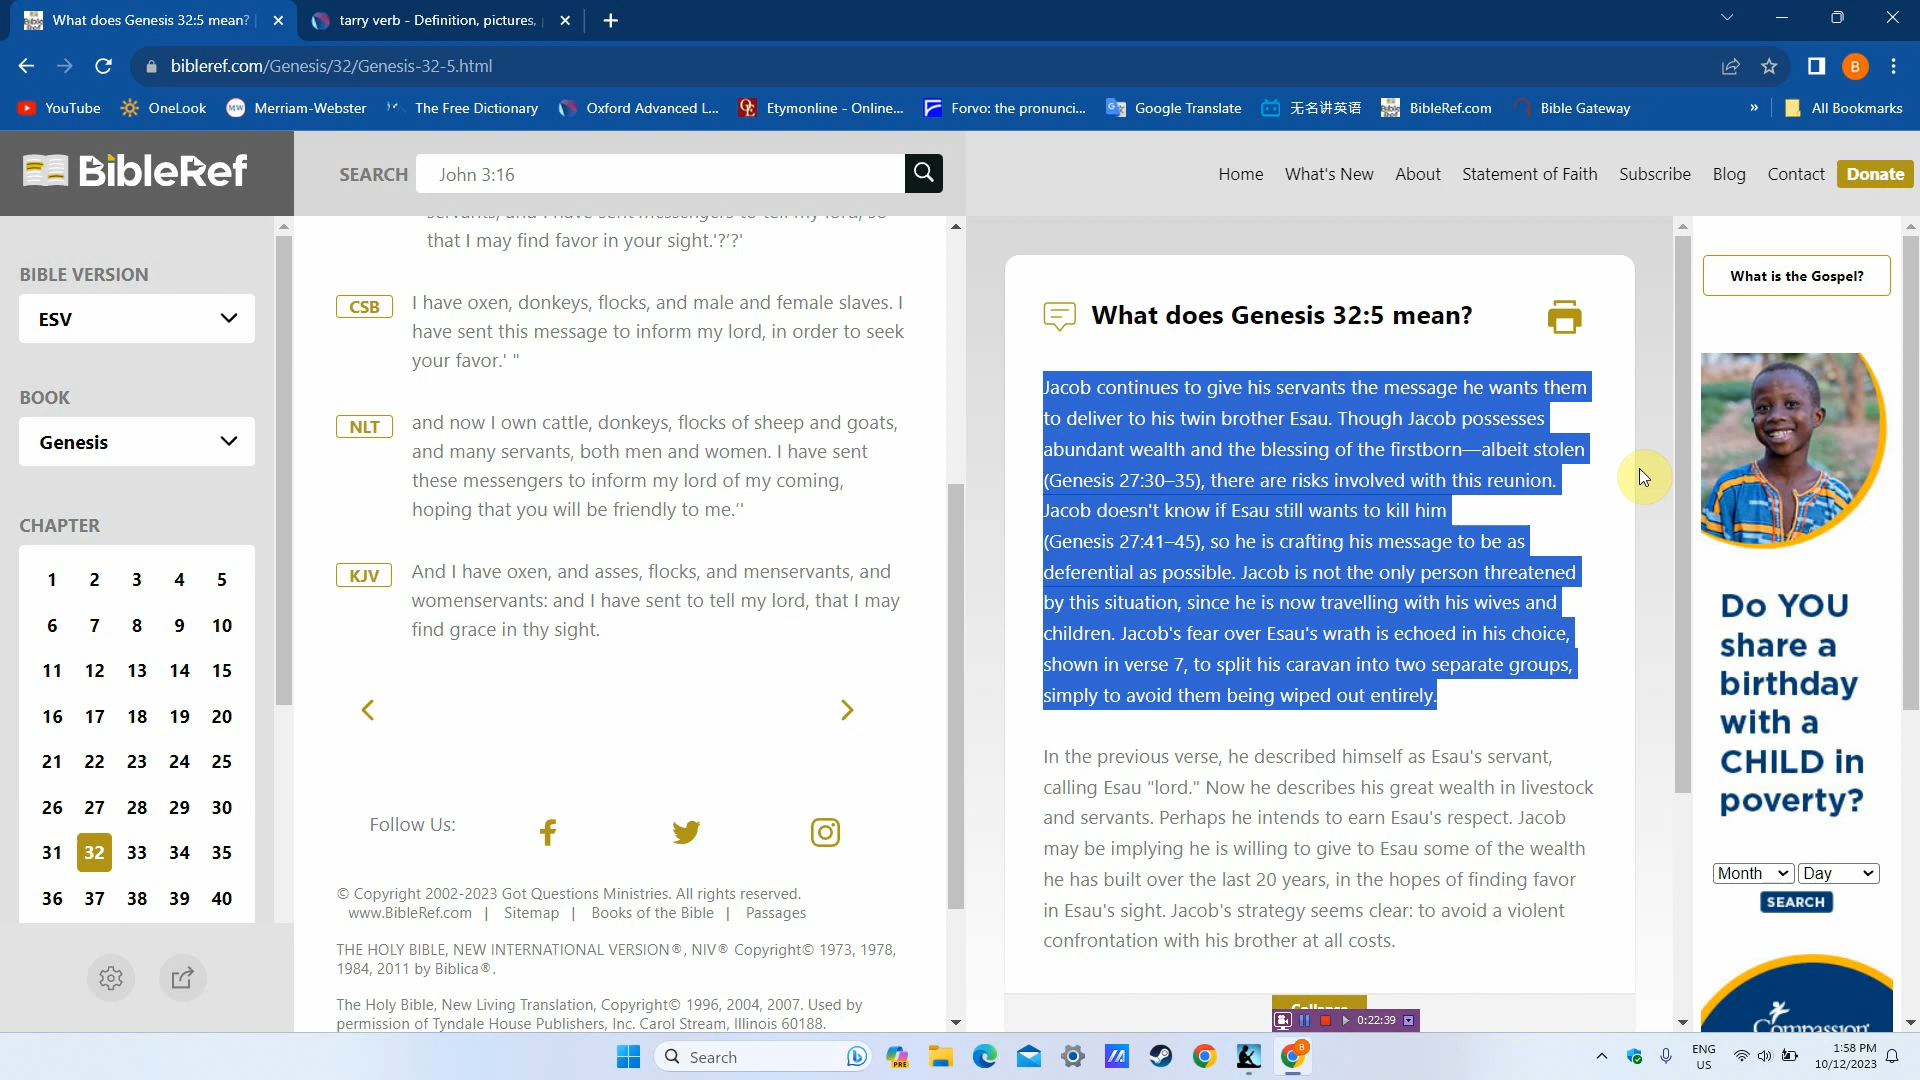 What does Genesis 32:5 mean?
tarry verb - Definition, pictures,
bibleref.com/Genesis/32/Genesis-32-5.html
B
YouTube
OneLook
Merriam-Webster
The Free Dictionary
Oxford Advanced L...
Etymonline - Online...
Forvo: the pronunci...
Google Translate
无名讲英语
BibleRef.com
Bible Gateway
»
All Bookmarks
BibleRef
SEARCH
John 3:16
Home
What's New
About
Statement of Faith
Subscribe
Blog
Contact
Donate
BIBLE VERSION
ESV
BOOK
Genesis
CHAPTER
1 2 3 4 5
6 7 8 9 10
11 12 13 14 15
16 17 18 19 20
21 22 23 24 25
26 27 28 29 30
31 32 33 34 35
36 37 38 39 40
servants, and I have sent messengers to tell my lord, so
that I may find favor in your sight.'?'?'
CSB
I have oxen, donkeys, flocks, and male and female slaves. I
have sent this message to inform my lord, in order to seek
your favor.' "
NLT
and now I own cattle, donkeys, flocks of sheep and goats,
and many servants, both men and women. I have sent
these messengers to inform my lord of my coming,
hoping that you will be friendly to me.''
KJV
And I have oxen, and asses, flocks, and menservants, and
womenservants: and I have sent to tell my lord, that I may
find grace in thy sight.
Follow Us:
© Copyright 2002-2023 Got Questions Ministries. All rights reserved.
www.BibleRef.com | Sitemap | Books of the Bible | Passages
THE HOLY BIBLE, NEW INTERNATIONAL VERSION®, NIV® Copyright© 1973, 1978,
1984, 2011 by Biblica®.
The Holy Bible, New Living Translation, Copyright© 1996, 2004, 2007. Used by
permission of Tyndale House Publishers, Inc. Carol Stream, Illinois 60188.
What does Genesis 32:5 mean?
Jacob continues to give his servants the message he wants them
to deliver to his twin brother Esau. Though Jacob possesses
abundant wealth and the blessing of the firstborn—albeit stolen
(Genesis 27:30–35), there are risks involved with this reunion.
Jacob doesn't know if Esau still wants to kill him
(Genesis 27:41–45), so he is crafting his message to be as
deferential as possible. Jacob is not the only person threatened
by this situation, since he is now travelling with his wives and
children. Jacob's fear over Esau's wrath is echoed in his choice,
shown in verse 7, to split his caravan into two separate groups,
simply to avoid them being wiped out entirely.
In the previous verse, he described himself as Esau's servant,
calling Esau "lord." Now he describes his great wealth in livestock
and servants. Perhaps he intends to earn Esau's respect. Jacob
may be implying he is willing to give to Esau some of the wealth
he has built over the last 20 years, in the hopes of finding favor
in Esau's sight. Jacob's strategy seems clear: to avoid a violent
confrontation with his brother at all costs.
Collapse
0:22:39
What is the Gospel?
Do YOU
share a
birthday
with a
CHILD in
poverty?
Month
Day
SEARCH
Compassion
Search
PRE
B
ENG
US
1:58 PM
10/12/2023